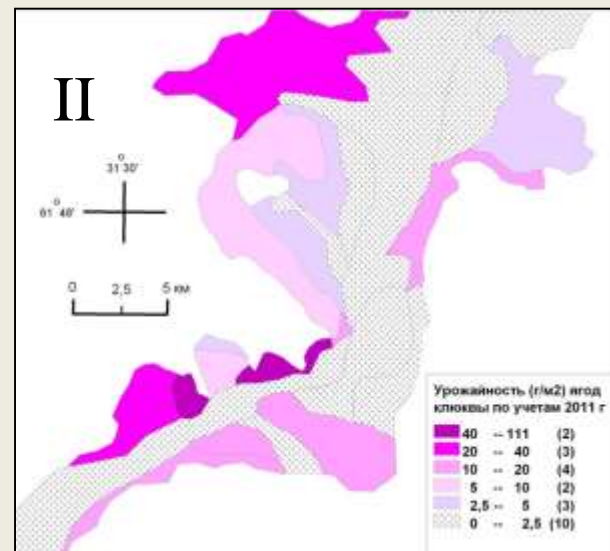 II
31 30'
61 40'
0 2,5 5 км
Урожайность (г/м2) ягод
клюквы по учетам 2011 г
40 -- 111 (2)
20 -- 40 (3)
10 -- 20 (4)
5 -- 10 (2)
2,5 -- 5 (3)
0 -- 2,5 (10)